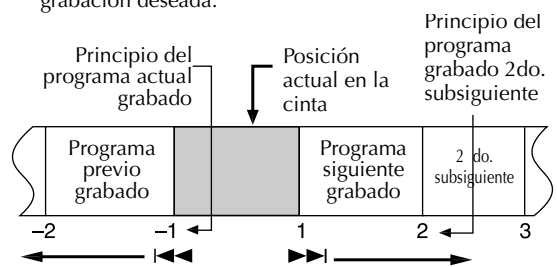 grabación deseada.
Principio del
programa actual
grabado
Posición
actual en la
cinta
Principio del
programa
grabado 2do.
subsiguiente
Programa
previo
grabado
Programa
siguiente
grabado
2 do.
subsiguiente
–2
–1
1
2
3